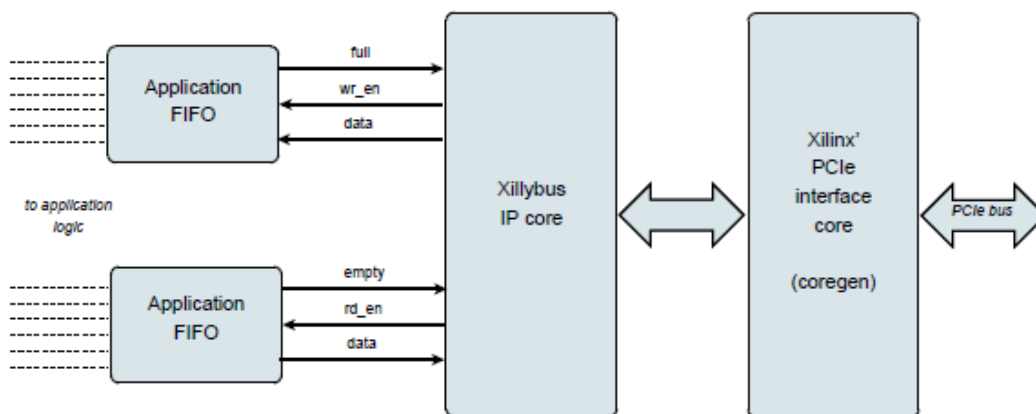 full
Application
FIFO
wr_en
data
Xilinx'
PCIe
interface
core
(coregen)
Xillybus
IP core
PCIe bus
to application
logic
empty
Application
FIFO
rd_en
data